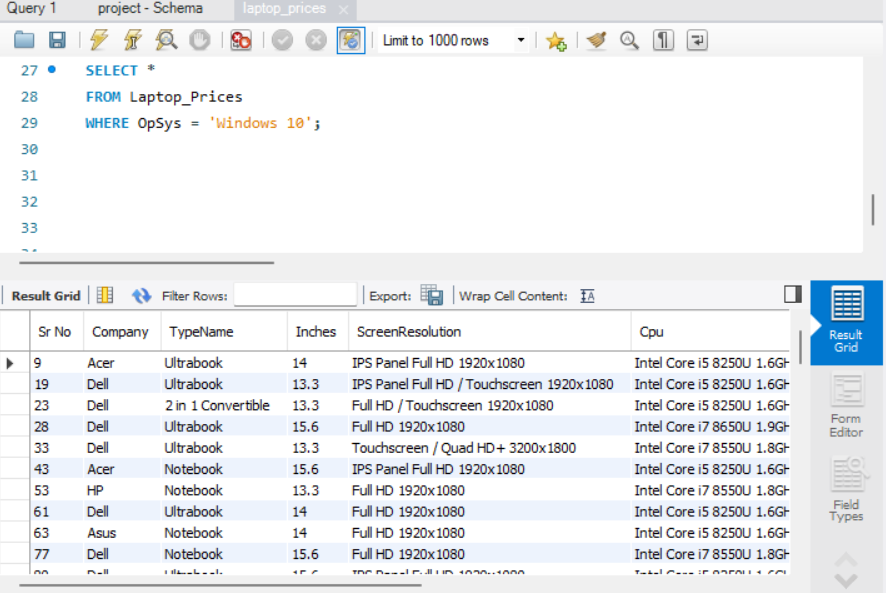 Query 1 project - Schema laptop_prices
Limit to 1000 rows
27 SELECT *
28 FROM Laptop_Prices
29 WHERE OpSys = 'Windows 10';
30
31
32
33
Result Grid Filter Rows: Export: Wrap Cell Content:
Sr No Company TypeName Inches ScreenResolution Cpu
9 Acer Ultrabook 14 IPS Panel Full HD 1920x1080 Intel Core i5 8250U 1.6GH
19 Dell Ultrabook 13.3 IPS Panel Full HD / Touchscreen 1920x1080 Intel Core i5 8250U 1.6GH
23 Dell 2 in 1 Convertible 13.3 Full HD / Touchscreen 1920x1080 Intel Core i5 8250U 1.6GH
28 Dell Ultrabook 15.6 Full HD 1920x1080 Intel Core i7 8650U 1.9GH
33 Dell Ultrabook 13.3 Touchscreen / Quad HD+ 3200x1800 Intel Core i7 8550U 1.8GH
43 Acer Notebook 15.6 IPS Panel Full HD 1920x1080 Intel Core i5 8250U 1.6GH
53 HP Notebook 13.3 Full HD 1920x1080 Intel Core i7 8550U 1.8GH
61 Dell Ultrabook 14 Full HD 1920x1080 Intel Core i5 8250U 1.6GH
63 Asus Notebook 14 Full HD 1920x1080 Intel Core i5 8250U 1.6GH
77 Dell Notebook 15.6 Full HD 1920x1080 Intel Core i7 8550U 1.8GH
Result
Grid
Form
Editor
Field
Types